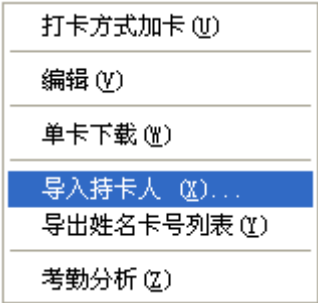 打卡方式加卡(U)
编辑(V)
单卡下载(W)
导入持卡人 (X)...
导出姓名卡号列表(Y)
考勤分析(Z)